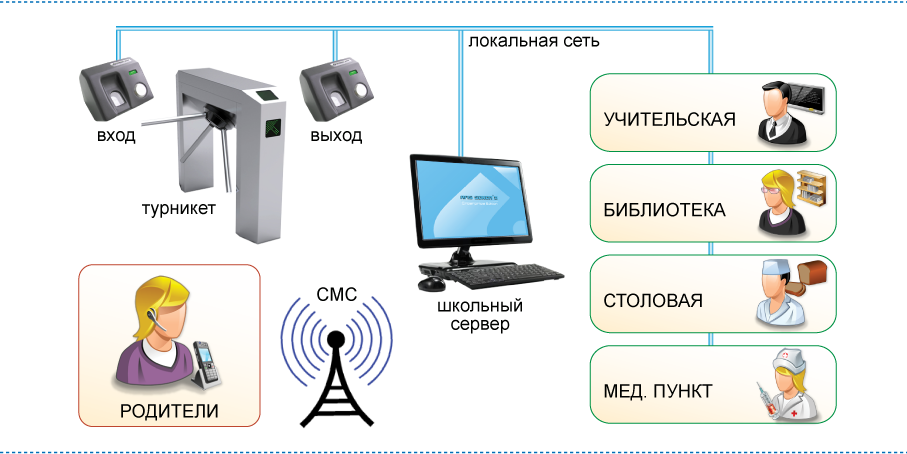 локальная сеть
вход
выход
турникет
УЧИТЕЛЬСКАЯ
БИБЛИОТЕКА
СТОЛОВАЯ
МЕД. ПУНКТ
школьный
сервер
СМС
РОДИТЕЛИ